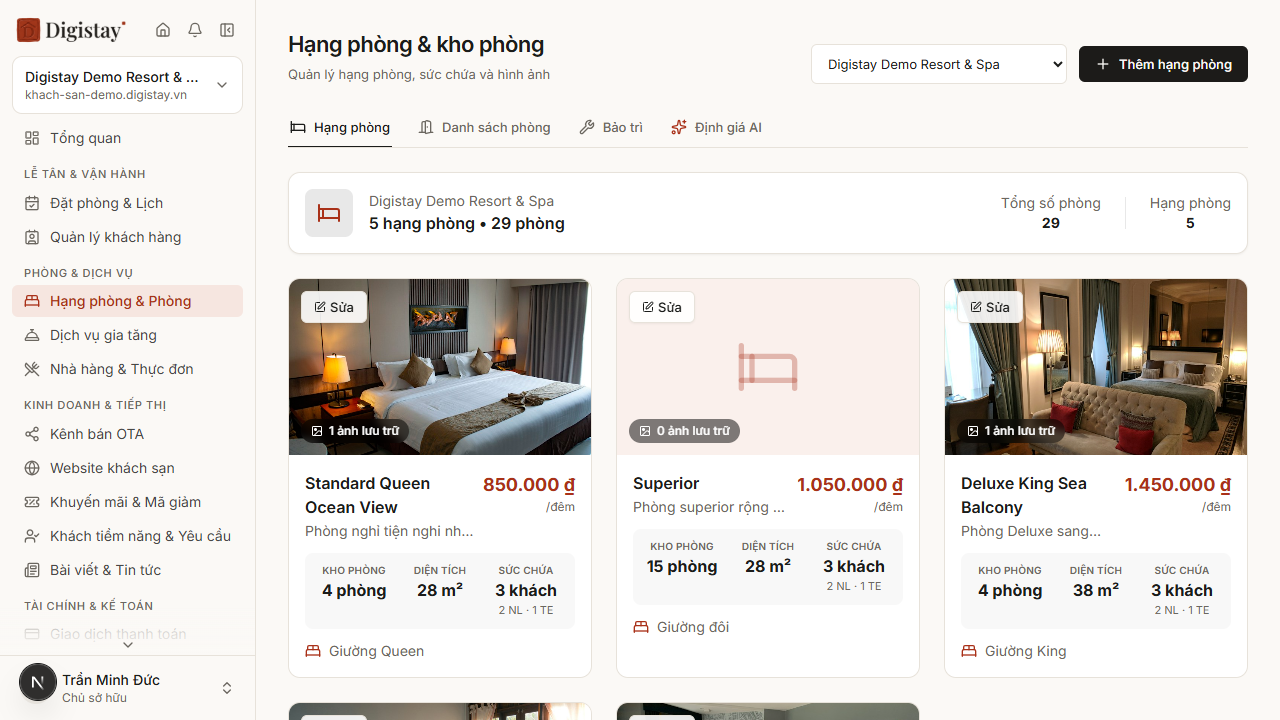 Digistay
Digistay Demo Resort & ...
khach-san-demo.digistay.vn
Tổng quan
LỄ TÂN & VẬN HÀNH
Đặt phòng & Lịch
Quản lý khách hàng
PHÒNG & DỊCH VỤ
Hạng phòng & Phòng
Dịch vụ gia tăng
Nhà hàng & Thực đơn
KINH DOANH & TIẾP THỊ
Kênh bán OTA
Website khách sạn
Khuyến mãi & Mã giảm
Khách tiềm năng & Yêu cầu
Bài viết & Tin tức
TÀI CHÍNH & KẾ TOÁN
Giao dịch thanh toán
N
Trần Minh Đức
Chủ sở hữu
Hạng phòng & kho phòng
Quản lý hạng phòng, sức chứa và hình ảnh
Digistay Demo Resort & Spa
Thêm hạng phòng
Hạng phòng
Danh sách phòng
Bảo trì
Định giá AI
Digistay Demo Resort & Spa
5 hạng phòng • 29 phòng
Tổng số phòng
29
Hạng phòng
5
Sửa
1 ảnh lưu trữ
Standard Queen
Ocean View
850.000 ₫
/đêm
Phòng nghỉ tiện nghi nh...
KHO PHÒNG
4 phòng
DIỆN TÍCH
28 m²
SỨC CHỨA
3 khách
2 NL · 1 TE
Giường Queen
Sửa
0 ảnh lưu trữ
Superior
1.050.000 ₫
/đêm
Phòng superior rộng ...
KHO PHÒNG
15 phòng
DIỆN TÍCH
28 m²
SỨC CHỨA
3 khách
2 NL · 1 TE
Giường đôi
Sửa
1 ảnh lưu trữ
Deluxe King Sea
Balcony
1.450.000 ₫
/đêm
Phòng Deluxe sang...
KHO PHÒNG
4 phòng
DIỆN TÍCH
38 m²
SỨC CHỨA
3 khách
2 NL · 1 TE
Giường King